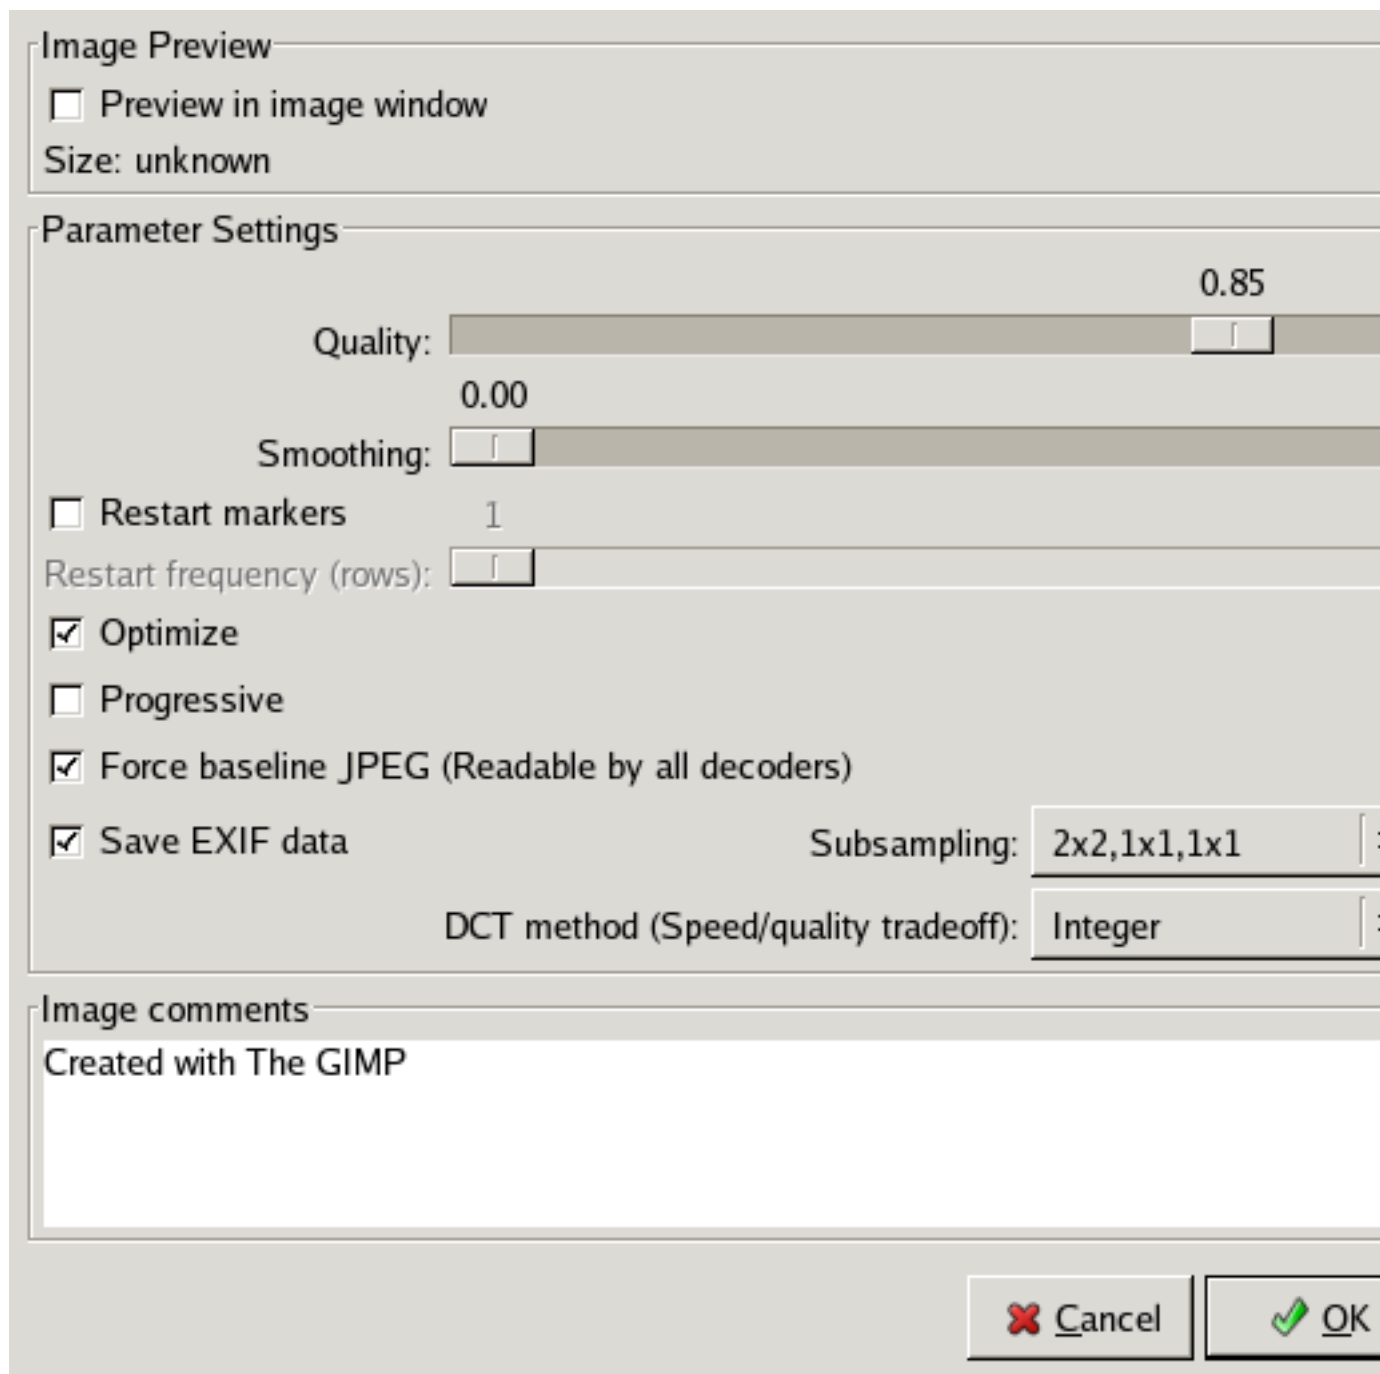 Image Preview
Preview in image window
Size: unknown
Parameter Settings
0.85
Quality:
0.00
Smoothing:
Restart markers 1
Restart frequency (rows):
Optimize
Progressive
Force baseline JPEG (Readable by all decoders)
Save EXIF data Subsampling: 2x2,1x1,1x1
DCT method (Speed/quality tradeoff): Integer
Image comments
Created with The GIMP
Cancel OK